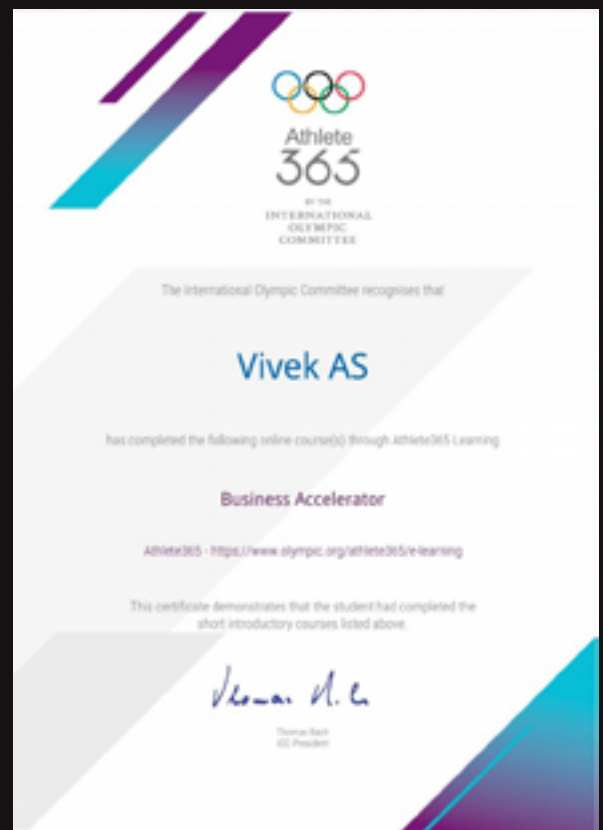 Athlete
365
BY THE
INTERNATIONAL
OLYMPIC
COMMITTEE
The International Olympic Committee recognises that
Vivek AS
has completed the following online course(s) through Athlete365 Learning
Business Accelerator
Athlete365 - https://www.olympic.org/athlete365/e-learning
This certificate demonstrates that the student had completed the
short introductory courses listed above.
Thomas Bach
IOC President